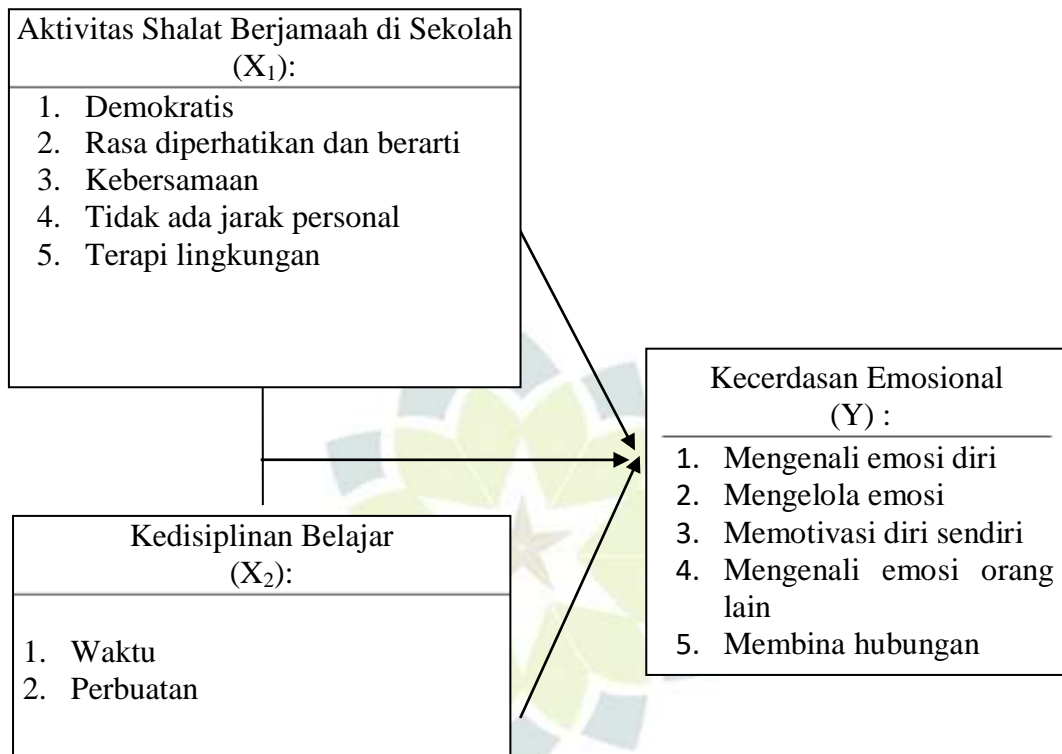 Aktivitas Shalat Berjamaah di Sekolah
(X₁):
1. Demokratis
2. Rasa diperhatikan dan berarti
3. Kebersamaan
4. Tidak ada jarak personal
5. Terapi lingkungan
Kecerdasan Emosional
(Y) :
1. Mengenali emosi diri
2. Mengelola emosi
3. Memotivasi diri sendiri
4. Mengenali emosi orang
lain
5. Membina hubungan
Kedisiplinan Belajar
(X₂):
1. Waktu
2. Perbuatan